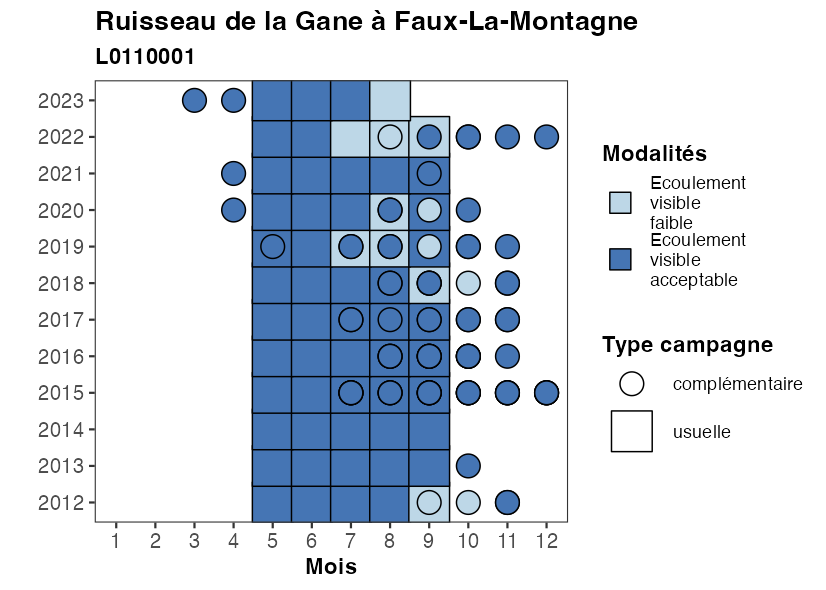 Ruisseau de la Gane à Faux-La-Montagne
L0110001
2023
2022
2021
2020
2019
2018
2017
2016
2015
2014
2013
2012
1 2 3 4 5 6 7 8 9 10 11 12
Mois
Modalités
Ecoulement
visible
faible
Ecoulement
visible
acceptable
Type campagne
complémentaire
usuelle